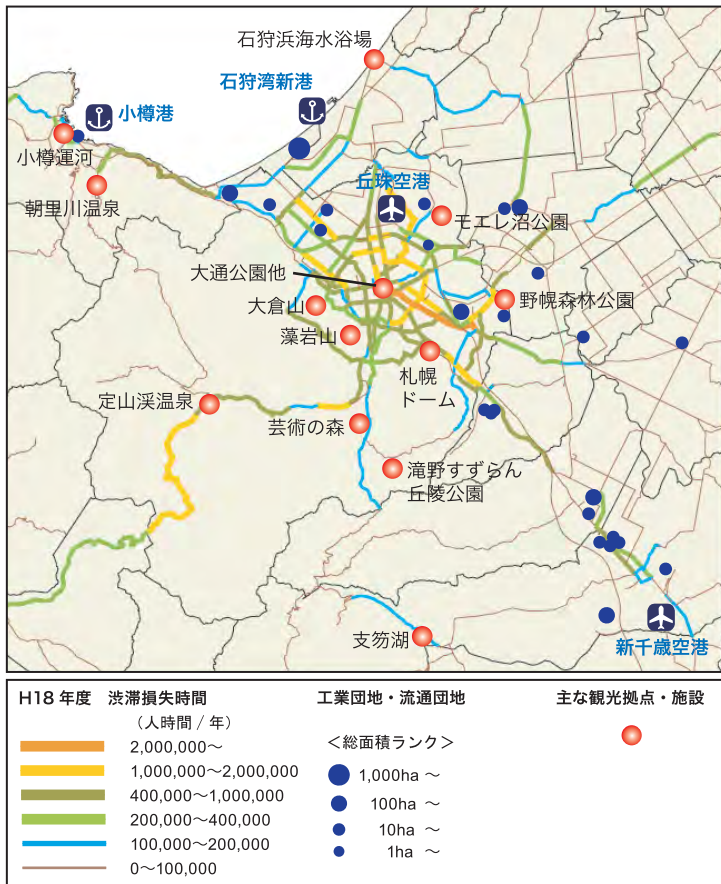 石狩浜海水浴場
石狩湾新港
小樽港
小樽運河
朝里川温泉
丘珠空港
モエレ沼公園
大通公園他
大倉山
野幌森林公園
藻岩山
札幌
ドーム
定山渓温泉
芸術の森
滝野すずらん
丘陵公園
支笏湖
新千歳空港
H18 年度 渋滞損失時間
(人時間 / 年)
2,000,000〜
1,000,000〜2,000,000
400,000〜1,000,000
200,000〜400,000
100,000〜200,000
0〜100,000
工業団地・流通団地
＜総面積ランク＞
1,000ha 〜
100ha 〜
10ha 〜
1ha 〜
主な観光拠点・施設